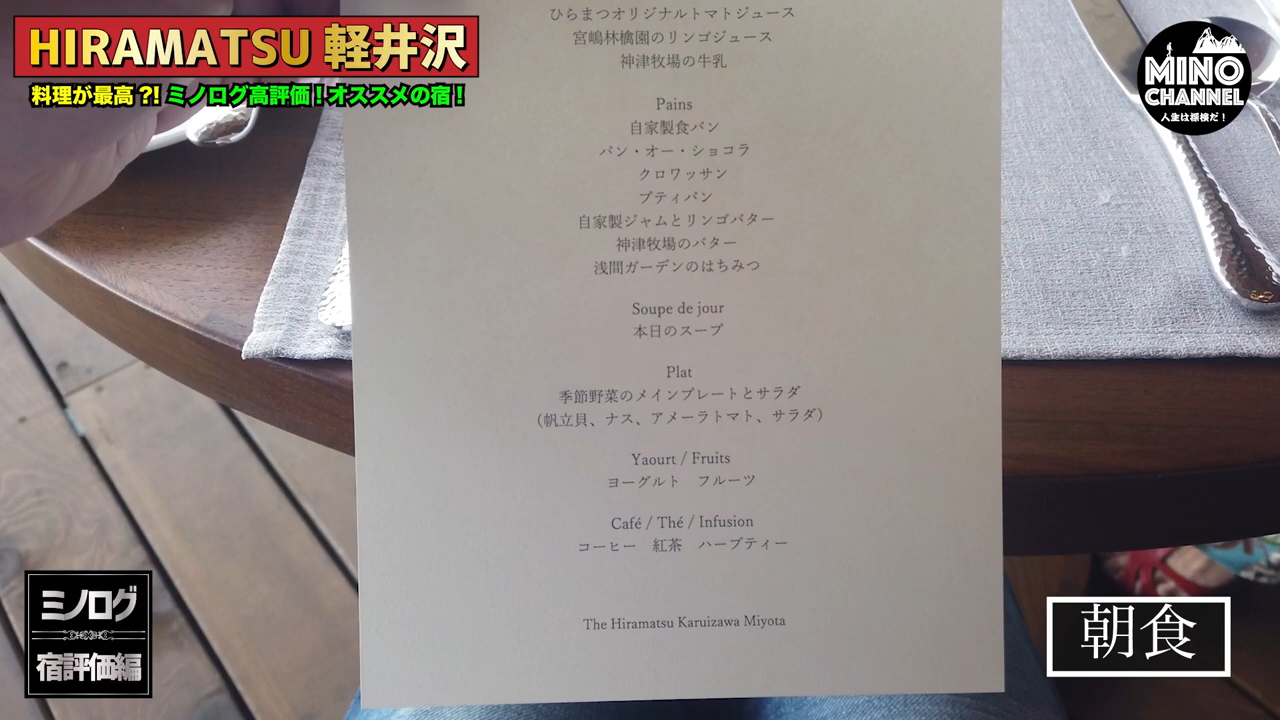 HIRAMATSU 軽井沢
料理が最高?!ミノログ高評価!オススメの宿!
MINO
CHANNEL
人生は探検だ!
ひらまつオリジナルトマトジュース
宮嶋林檎園のリンゴジュース
神津牧場の牛乳
Pains
自家製食パン
パン・オー・ショコラ
クロワッサン
プティパン
自家製ジャムとリンゴバター
神津牧場のバター
浅間ガーデンのはちみつ
Soupe de jour
本日のスープ
Plat
季節野菜のメインプレートとサラダ
(帆立貝、ナス、アメーラトマト、サラダ)
Yaourt / Fruits
ヨーグルト　フルーツ
Café / Thé / Infusion
コーヒー　紅茶　ハーブティー
The Hiramatsu Karuizawa Miyota
ミノログ
宿評価編
朝食